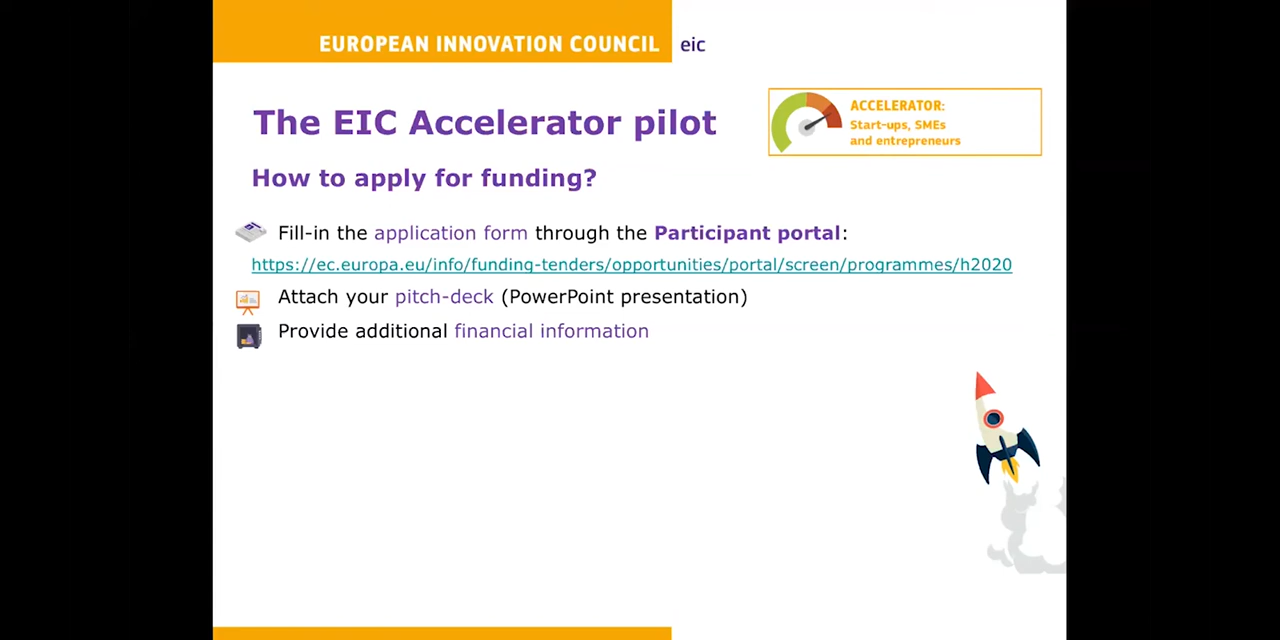 EUROPEAN INNOVATION COUNCIL eic
The EIC Accelerator pilot
ACCELERATOR:
Start-ups, SMEs
and entrepreneurs
How to apply for funding?
Fill-in the application form through the Participant portal:
https://ec.europa.eu/info/funding-tenders/opportunities/portal/screen/programmes/h2020
Attach your pitch-deck (PowerPoint presentation)
Provide additional financial information